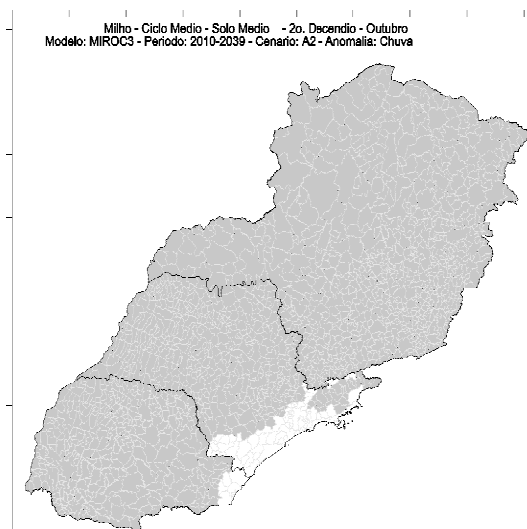 Milho - Ciclo Medio - Solo Medio - 2o. Decendio - Outubro
Modelo: MIROC3 - Periodo: 2010-2039 - Cenario: A2 - Anomalia: Chuva